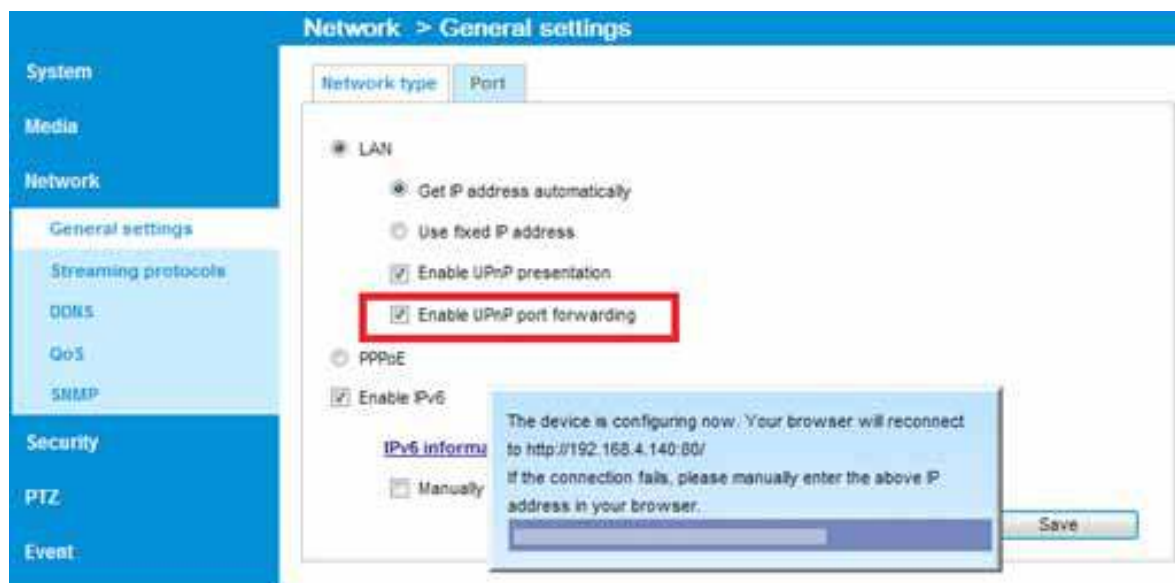 Network > General settings
System
Media
Network
General settings
Streaming protocols
DDNS
QoS
SNMP
Security
PTZ
Event
Network type
Port
LAN
Get IP address automatically
Use fixed IP address
Enable UPnP presentation
Enable UPnP port forwarding
PPPoE
Enable IPv6
IPv6 informa
Manually
The device is configuring now. Your browser will reconnect
to http://192.168.4.140:80/
If the connection fails, please manually enter the above IP
address in your browser.
Save